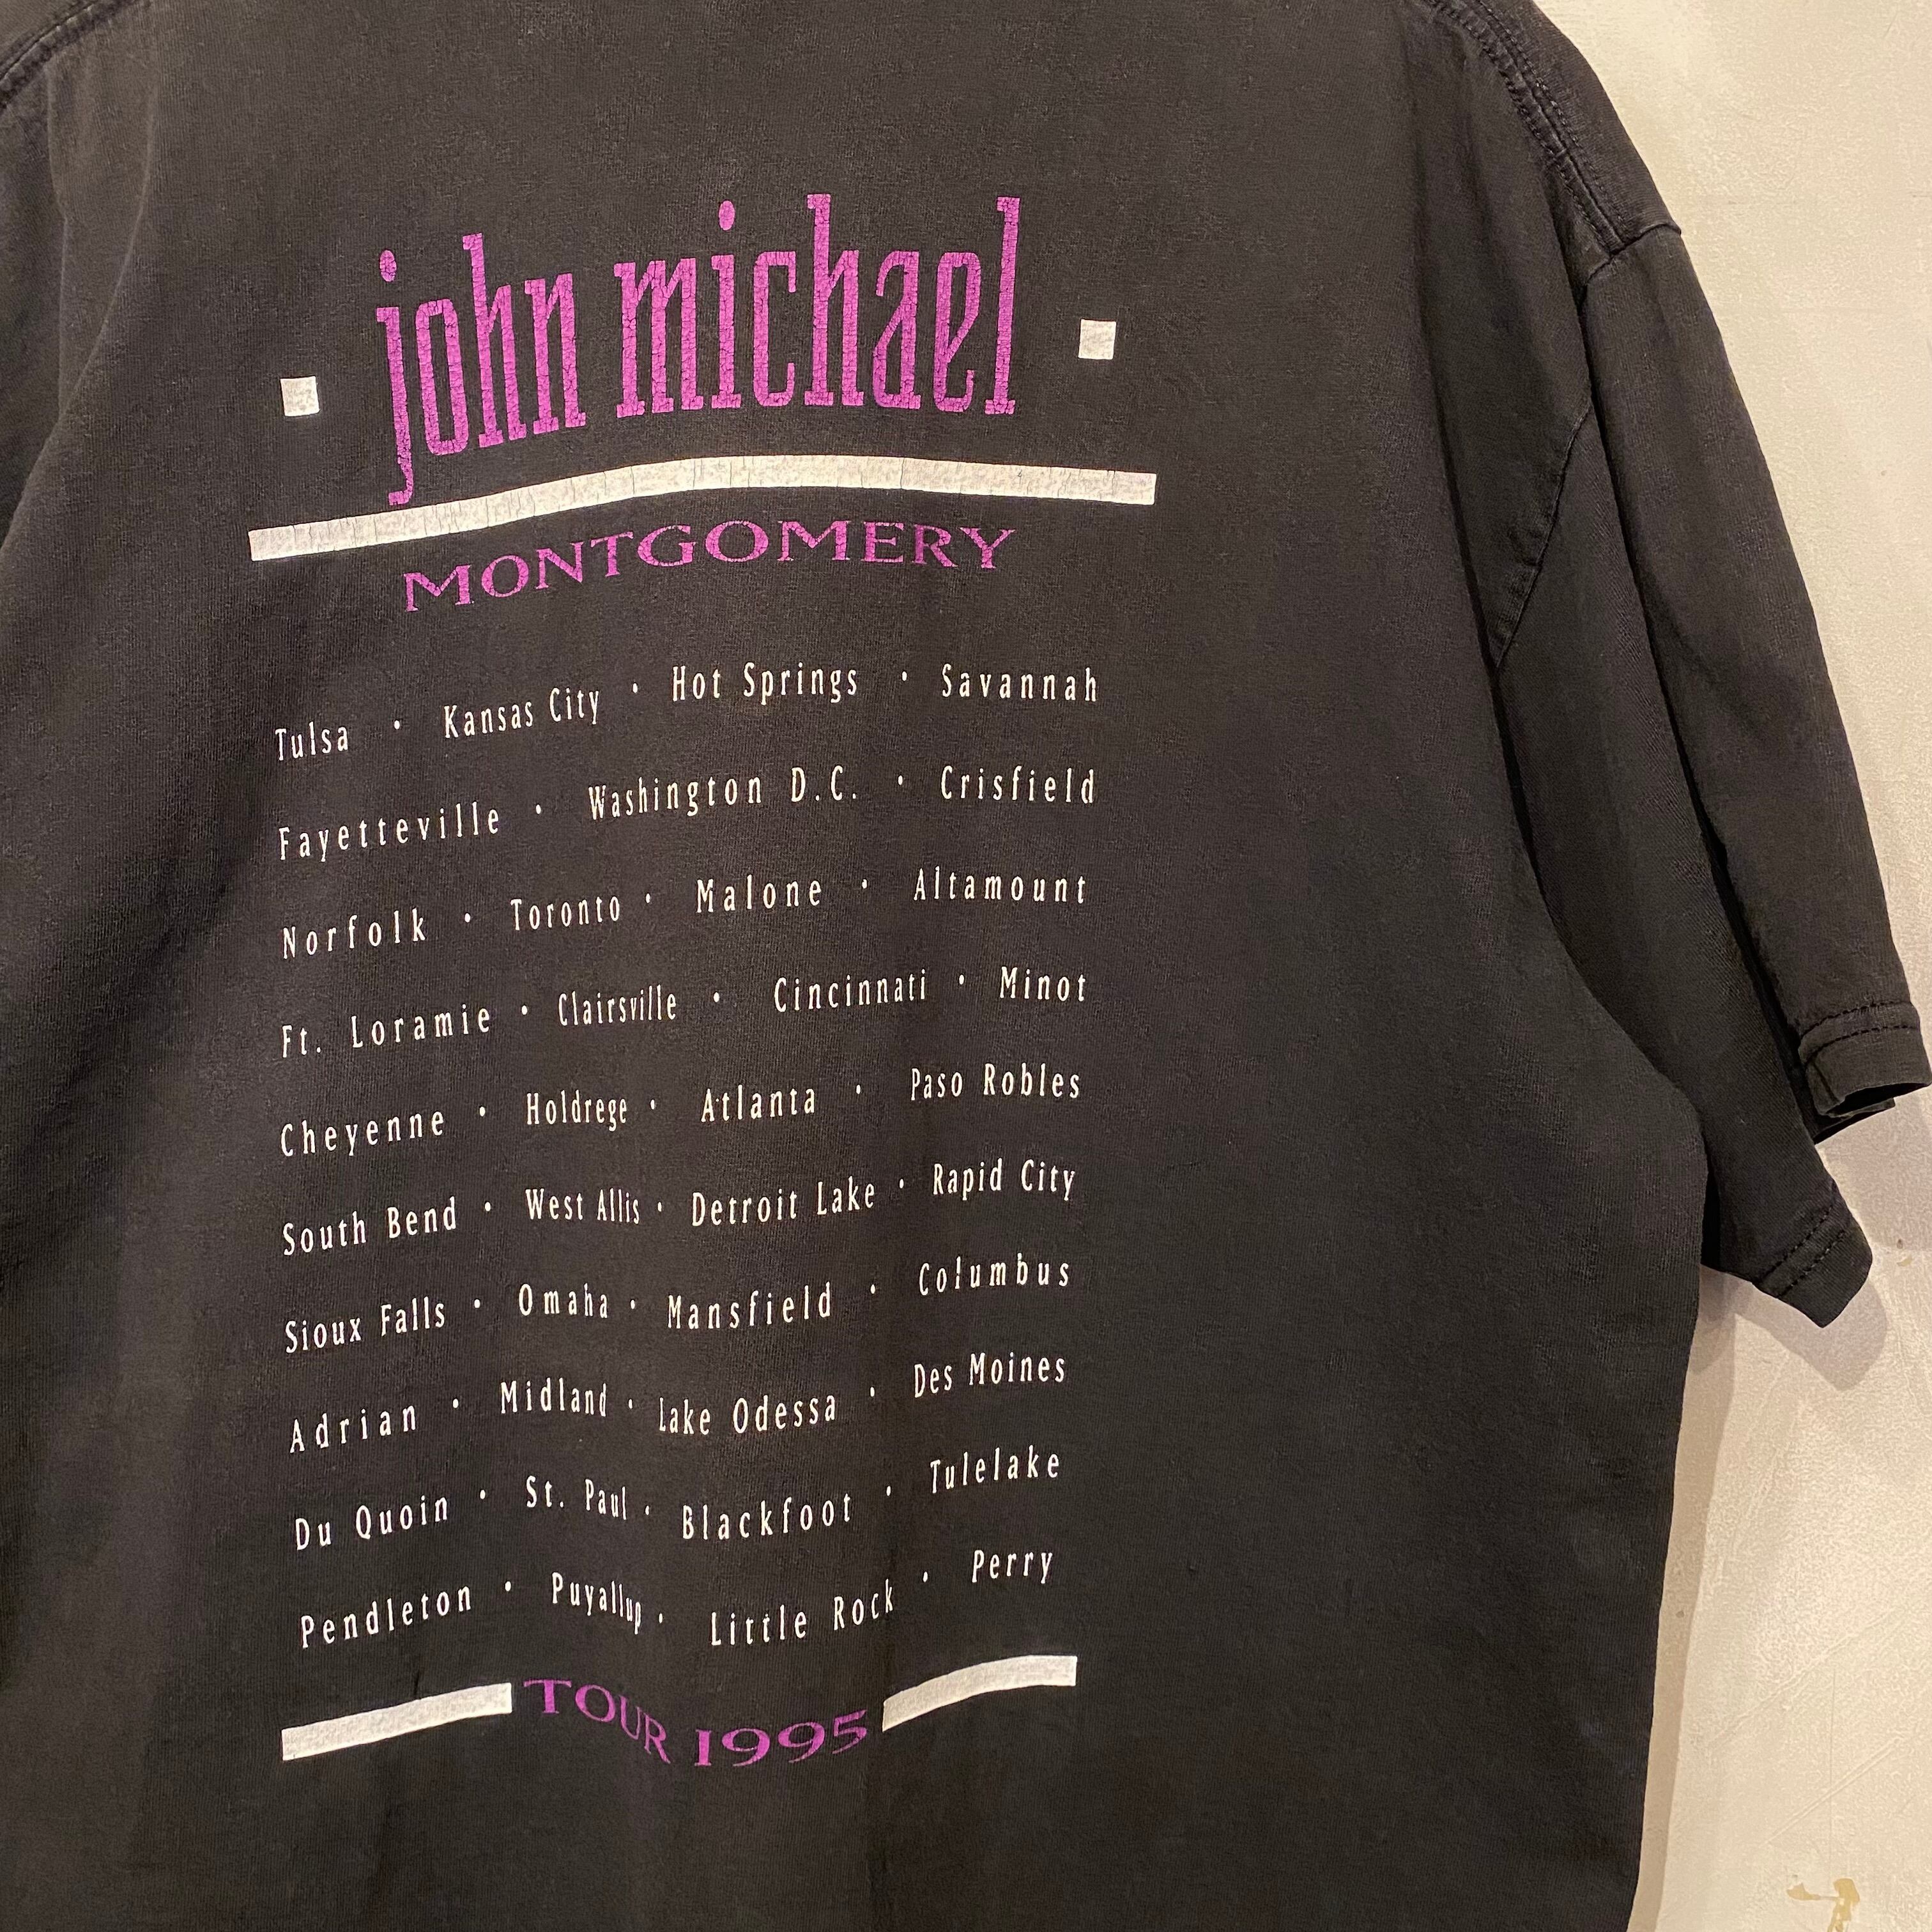 john michael
MONTGOMERY
Tulsa · Kansas City · Hot Springs · Savannah
Fayetteville · Washington D.C. · Crisfield
Norfolk · Toronto · Malone · Altamount
Ft. Loramie · Clairsville · Cincinnati · Minot
Cheyenne · Holdrege · Atlanta · Paso Robles
South Bend · West Allis · Detroit Lake · Rapid City
Sioux Falls · Omaha · Mansfield · Columbus
Adrian · Midland · Lake Odessa · Des Moines
Du Quoin · St. Paul · Blackfoot · Tulelake
Pendleton · Puyallup · Little Rock · Perry
TOUR 1995